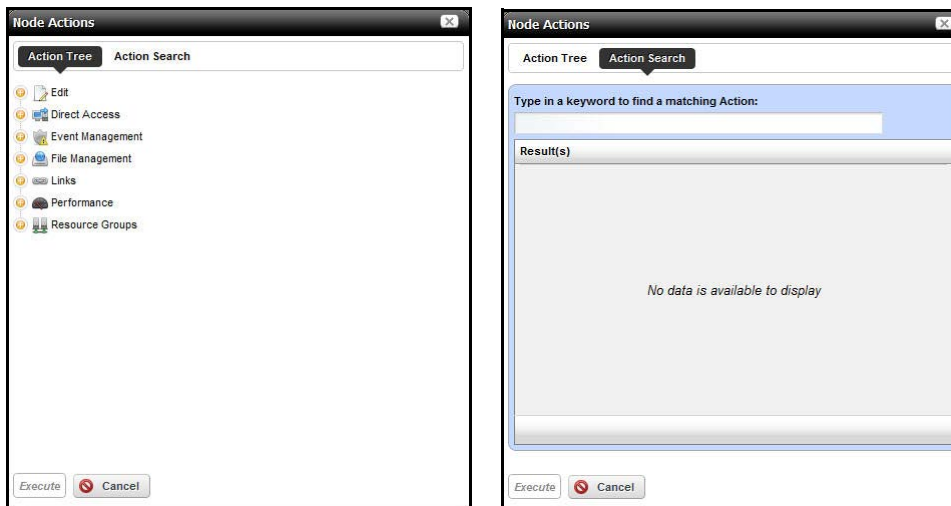 Node Actions
Action Tree Action Search
Edit
Direct Access
Event Management
File Management
Links
Performance
Resource Groups
Execute Cancel
Node Actions
Action Tree Action Search
Type in a keyword to find a matching Action:
Result(s)
No data is available to display
Execute Cancel